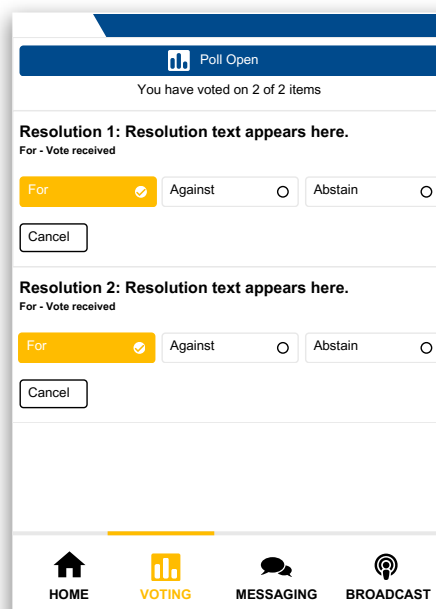 Poll Open
You have voted on 2 of 2 items
Resolution 1: Resolution text appears here.
For - Vote received
For Against Abstain
Cancel
Resolution 2: Resolution text appears here.
For - Vote received
For Against Abstain
Cancel
HOME VOTING MESSAGING BROADCAST